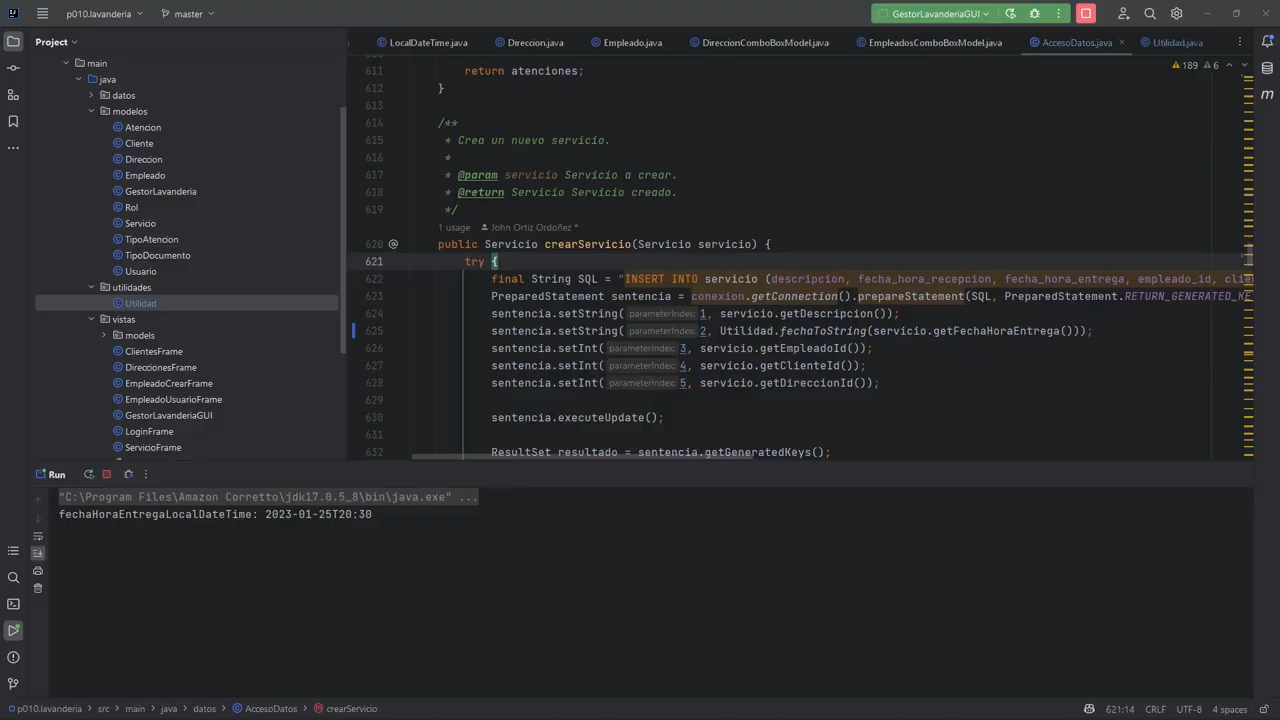 p010.lavanderia
master
GestorLavanderiaGUI
Project
LocalDateTime.java
Direccion.java
Empleado.java
DireccionComboBoxModel.java
EmpleadosComboBoxModel.java
AccesoDatos.java
Utilidad.java
main
java
datos
modelos
Atencion
Cliente
Direccion
Empleado
GestorLavanderia
Rol
Servicio
TipoAtencion
TipoDocumento
Usuario
utilidades
Utilidad
vistas
models
ClientesFrame
DireccionesFrame
EmpleadoCrearFrame
EmpleadoUsuarioFrame
GestorLavanderiaGUI
LoginFrame
ServicioFrame
189 6
611 return atenciones;
612 }
613
614 /**
615 * Crea un nuevo servicio.
616 *
617 * @param servicio Servicio a crear.
618 * @return Servicio Servicio creado.
619 */
1 usage John Ortiz Ordoñez *
620 public Servicio crearServicio(Servicio servicio) {
621 try {
622 final String SQL = "INSERT INTO servicio (descripcion, fecha_hora_recepcion, fecha_hora_entrega, empleado_id, clie
623 PreparedStatement sentencia = conexion.getConnection().prepareStatement(SQL, PreparedStatement.RETURN_GENERATED_KE
624 sentencia.setString( parameterIndex: 1, servicio.getDescripcion());
625 sentencia.setString( parameterIndex: 2, Utilidad.fechaToString(servicio.getFechaHoraEntrega()));
626 sentencia.setInt( parameterIndex: 3, servicio.getEmpleadoId());
627 sentencia.setInt( parameterIndex: 4, servicio.getClienteId());
628 sentencia.setInt( parameterIndex: 5, servicio.getDireccionId());
629
630 sentencia.executeUpdate();
631
632 ResultSet resultado = sentencia.getGeneratedKeys();
Run
"C:\Program Files\Amazon Corretto\jdk17.0.5_8\bin\java.exe" ...
fechaHoraEntregaLocalDateTime: 2023-01-25T20:30
p010.lavanderia
src
main
java
datos
AccesoDatos
crearServicio
621:14
CRLF
UTF-8
4 spaces